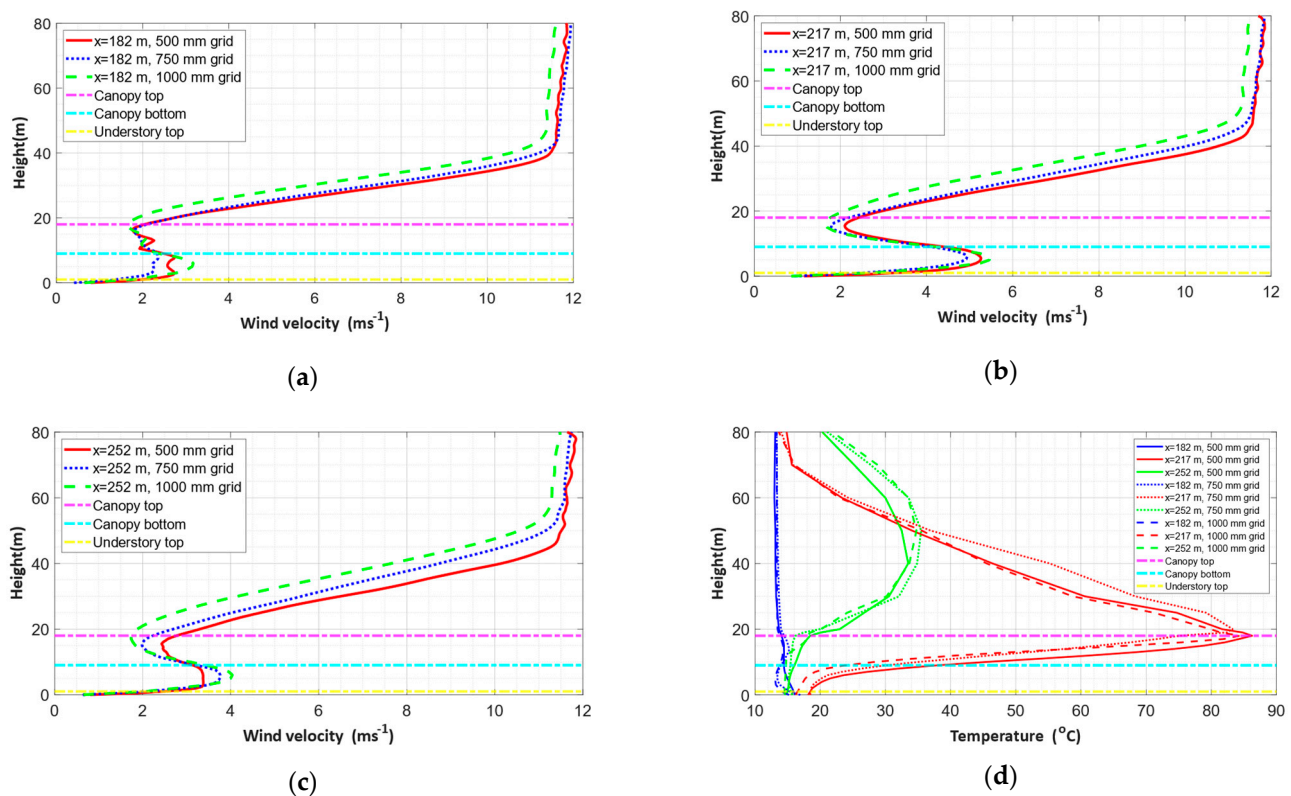 80
60
40
20
0
Height(m)
x=182 m, 500 mm grid
x=182 m, 750 mm grid
x=182 m, 1000 mm grid
Canopy top
Canopy bottom
Understory top
0 2 4 6 8 10 12
Wind velocity (ms⁻¹)
(a)
80
60
40
20
0
Height(m)
x=217 m, 500 mm grid
x=217 m, 750 mm grid
x=217 m, 1000 mm grid
Canopy top
Canopy bottom
Understory top
0 2 4 6 8 10 12
Wind velocity (ms⁻¹)
(b)
80
60
40
20
0
Height(m)
x=252 m, 500 mm grid
x=252 m, 750 mm grid
x=252 m, 1000 mm grid
Canopy top
Canopy bottom
Understory top
0 2 4 6 8 10 12
Wind velocity (ms⁻¹)
(c)
80
60
40
20
0
Height(m)
x=182 m, 500 mm grid
x=217 m, 500 mm grid
x=252 m, 500 mm grid
x=182 m, 750 mm grid
x=217 m, 750 mm grid
x=252 m, 750 mm grid
x=182 m, 1000 mm grid
x=217 m, 1000 mm grid
x=252 m, 1000 mm grid
Canopy top
Canopy bottom
Understory top
10 20 30 40 50 60 70 80 90
Temperature (°C)
(d)